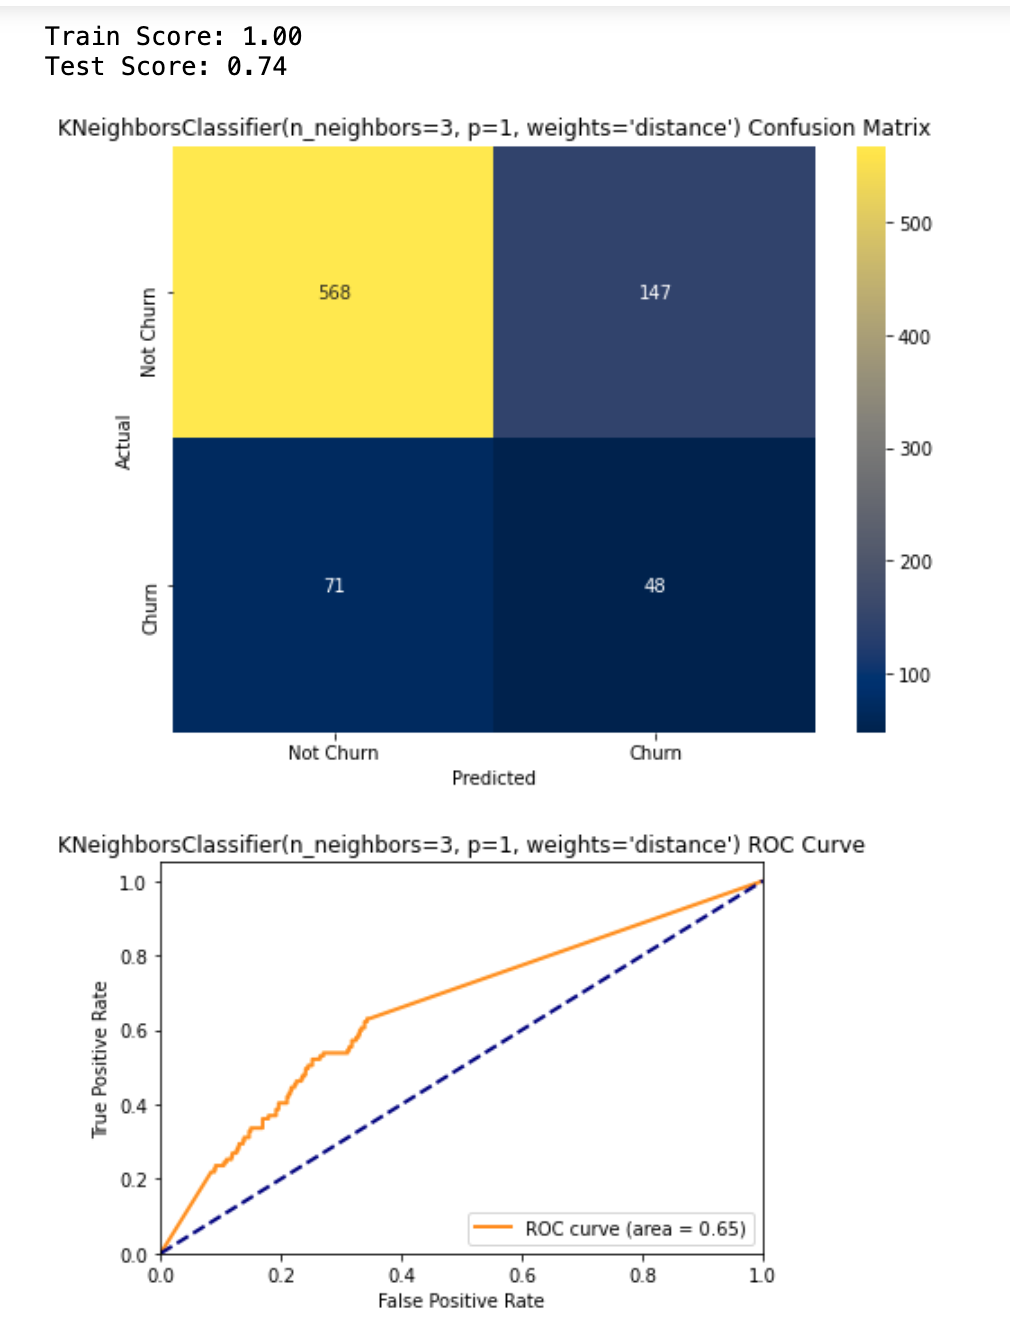 Train Score: 1.00
Test Score: 0.74
KNeighborsClassifier(n_neighbors=3, p=1, weights='distance') Confusion Matrix
Actual
Not Churn
Churn
568
147
71
48
Not Churn
Churn
Predicted
500
400
300
200
100
KNeighborsClassifier(n_neighbors=3, p=1, weights='distance') ROC Curve
True Positive Rate
1.0
0.8
0.6
0.4
0.2
0.0
ROC curve (area = 0.65)
0.0
0.2
0.4
0.6
0.8
1.0
False Positive Rate